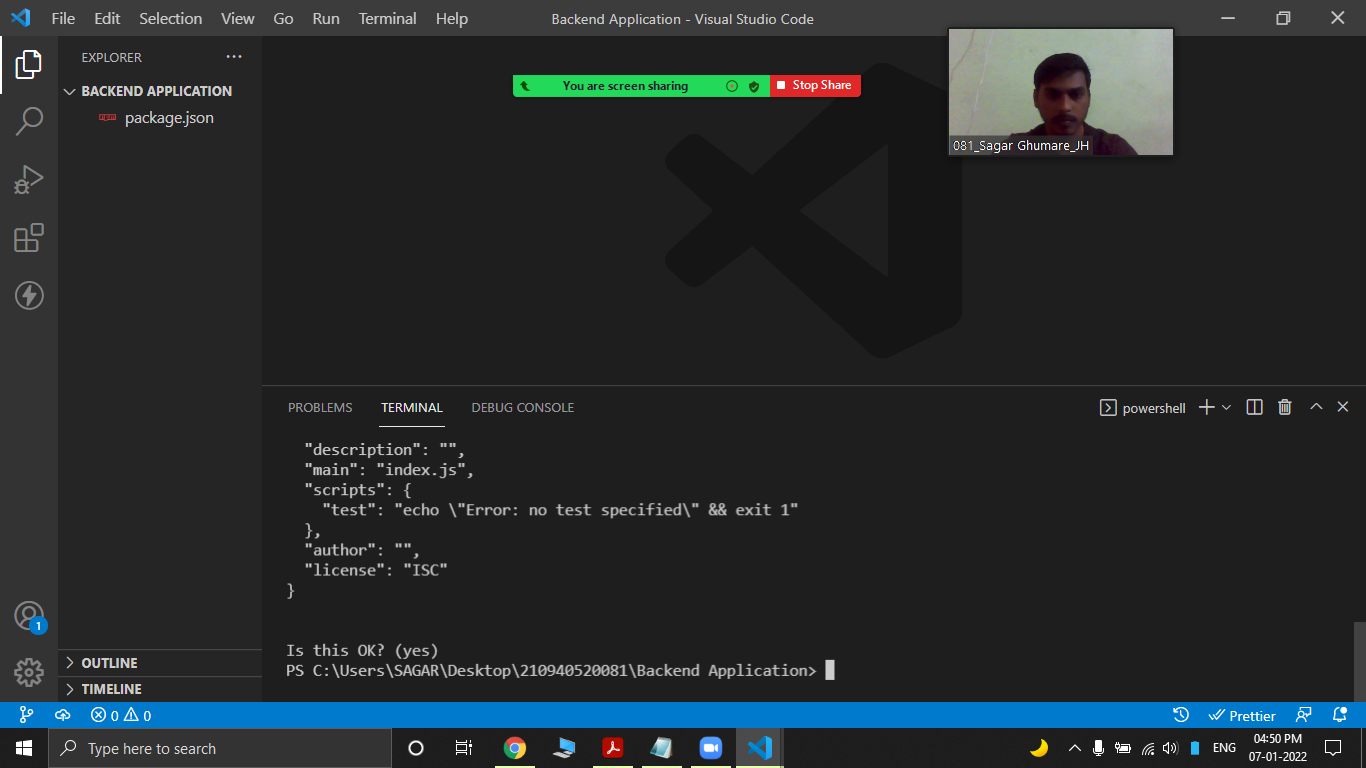 File Edit Selection View Go Run Terminal Help
Backend Application - Visual Studio Code
EXPLORER
BACKEND APPLICATION
package.json
You are screen sharing
Stop Share
081_Sagar Ghumare_JH
PROBLEMS TERMINAL DEBUG CONSOLE
powershell
"description": "",
"main": "index.js",
"scripts": {
"test": "echo \"Error: no test specified\" && exit 1"
},
"author": "",
"license": "ISC"
}
Is this OK? (yes)
PS C:\Users\SAGAR\Desktop\210940520081\Backend Application>
1
OUTLINE
TIMELINE
0 0
Prettier
Type here to search
ENG
04:50 PM
07-01-2022